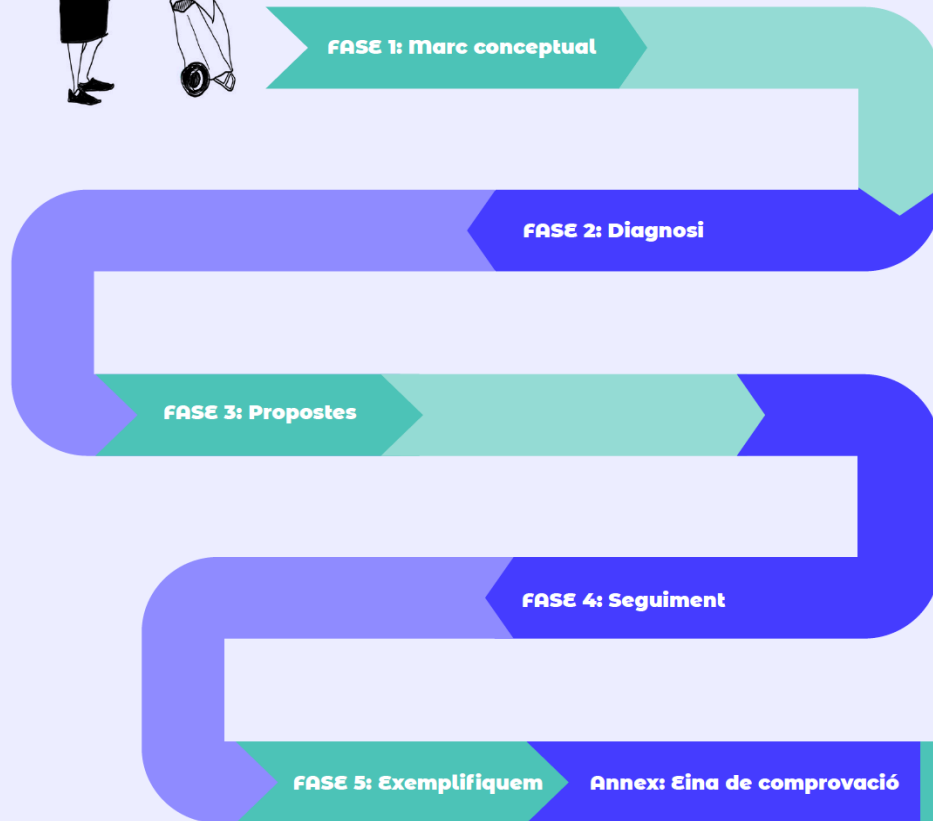 FASE 1: Marc conceptual
FASE 2: Diagnosi
FASE 3: Propostes
FASE 4: Seguiment
FASE 5: Exemplifiquem
Annex: Eina de comprovació